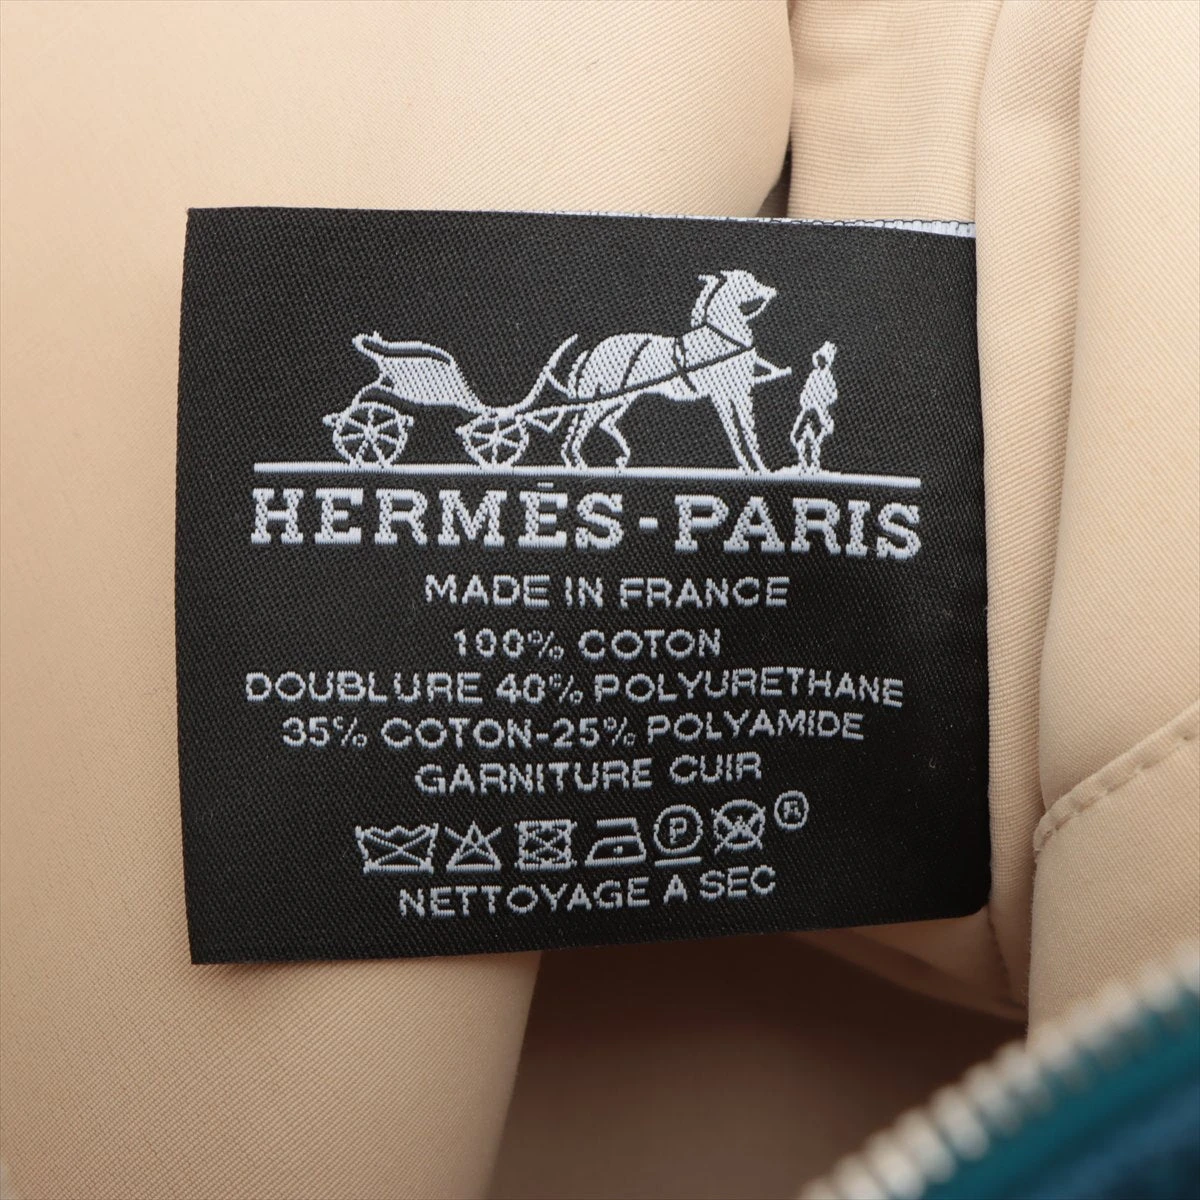 HERMÈS-PARIS
MADE IN FRANCE
100% COTON
DOUBLURE 40% POLYURETHANE
35% COTON-25% POLYAMIDE
GARNITURE CUIR
P ®
NETTOYAGE A SEC